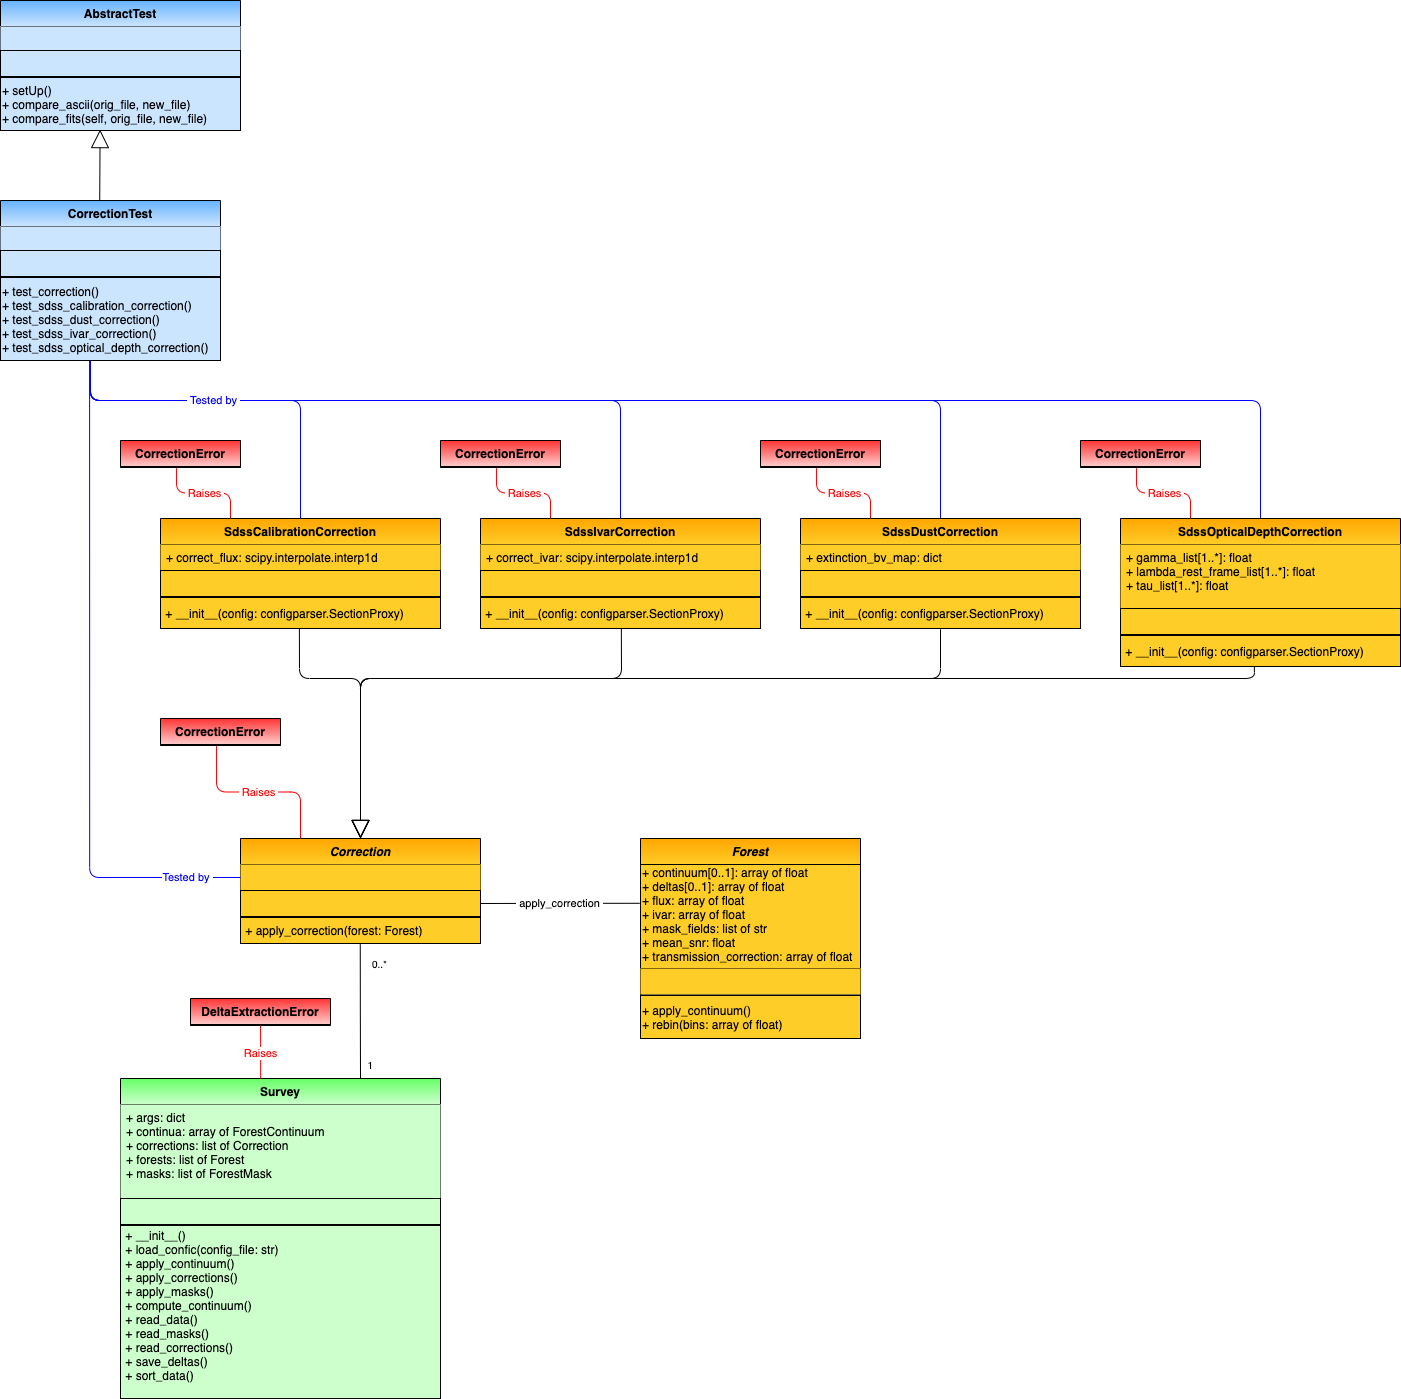 AbstractTest
+ setUp()
+ compare_ascii(orig_file, new_file)
+ compare_fits(self, orig_file, new_file)
CorrectionTest
+ test_correction()
+ test_sdss_calibration_correction()
+ test_sdss_dust_correction()
+ test_sdss_ivar_correction()
+ test_sdss_optical_depth_correction()
Tested by
CorrectionError
CorrectionError
CorrectionError
CorrectionError
Raises
Raises
Raises
Raises
SdssCalibrationCorrection
+ correct_flux: scipy.interpolate.interp1d
+ __init__(config: configparser.SectionProxy)
SdssIvarCorrection
+ correct_ivar: scipy.interpolate.interp1d
+ __init__(config: configparser.SectionProxy)
SdssDustCorrection
+ extinction_bv_map: dict
+ __init__(config: configparser.SectionProxy)
SdssOpticalDepthCorrection
+ gamma_list[1..*]: float
+ lambda_rest_frame_list[1..*]: float
+ tau_list[1..*]: float
+ __init__(config: configparser.SectionProxy)
CorrectionError
Raises
Tested by
Correction
+ apply_correction(forest: Forest)
apply_correction
Forest
+ continuum[0..1]: array of float
+ deltas[0..1]: array of float
+ flux: array of float
+ ivar: array of float
+ mask_fields: list of str
+ mean_snr: float
+ transmission_correction: array of float
+ apply_continuum()
+ rebin(bins: array of float)
0..*
DeltaExtractionError
Raises
1
Survey
+ args: dict
+ continua: array of ForestContinuum
+ corrections: list of Correction
+ forests: list of Forest
+ masks: list of ForestMask
+ __init__()
+ load_confic(config_file: str)
+ apply_continuum()
+ apply_corrections()
+ apply_masks()
+ compute_continuum()
+ read_data()
+ read_masks()
+ read_corrections()
+ save_deltas()
+ sort_data()